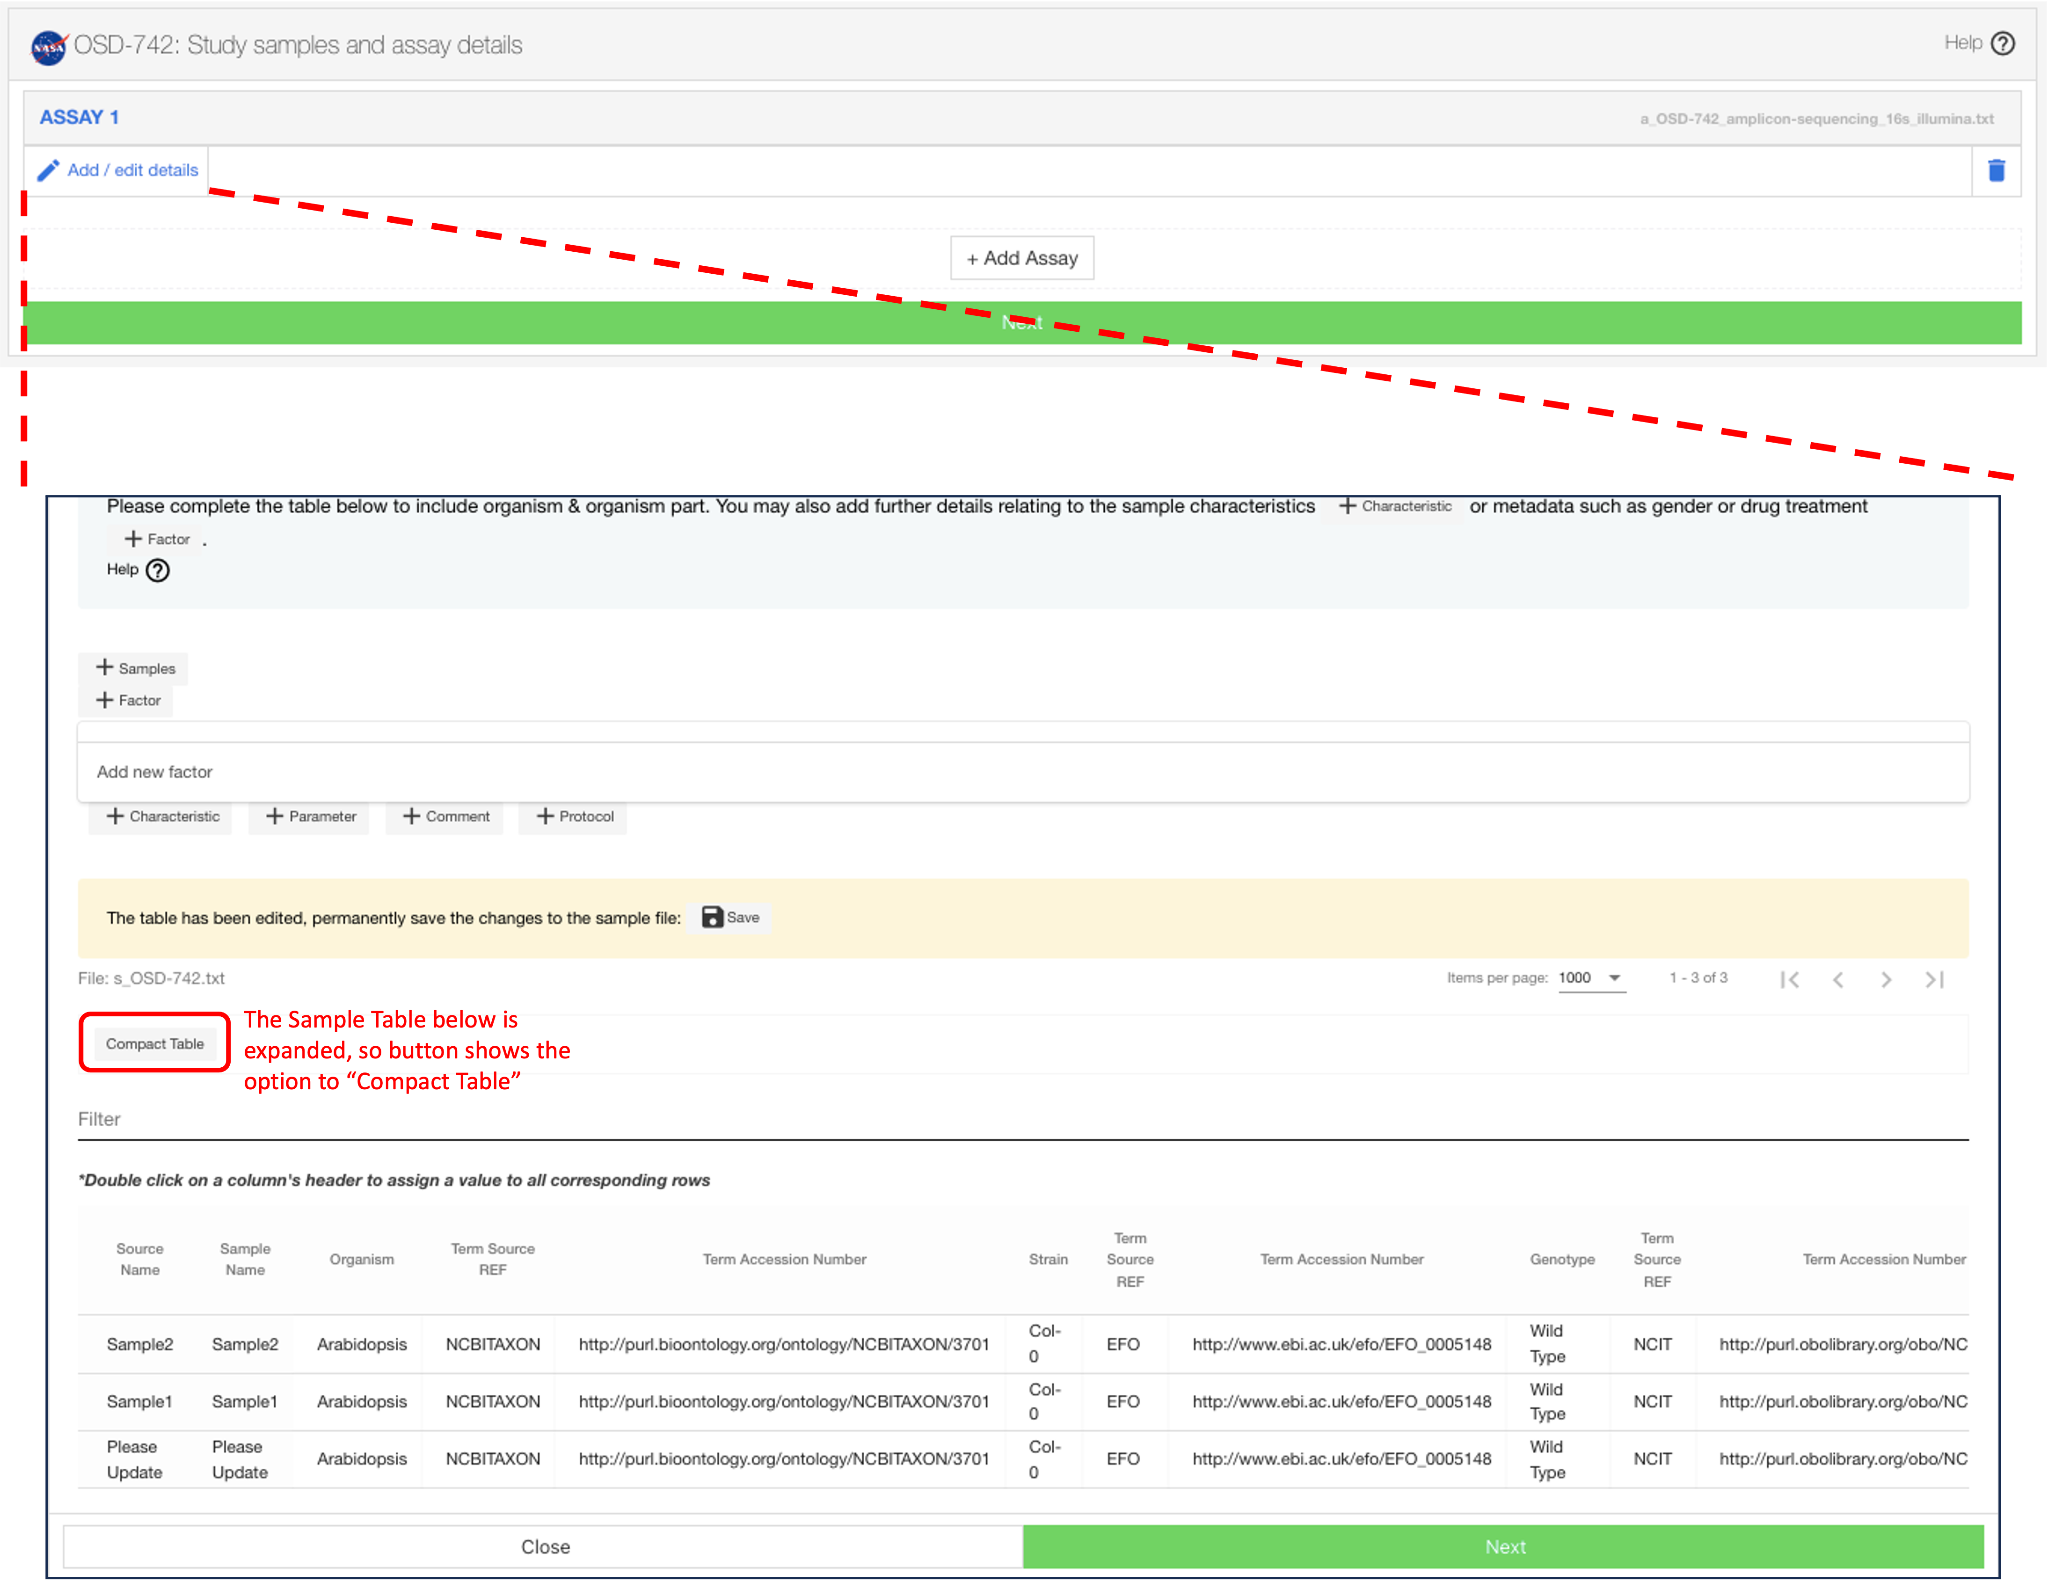 NASA OSD-742: Study samples and assay details
Help
ASSAY 1
a_OSD-742_amplicon-sequencing_16s_illumina.txt
Add / edit details
+ Add Assay
Next
Please complete the table below to include organism & organism part. You may also add further details relating to the sample characteristics + Characteristic or metadata such as gender or drug treatment
+ Factor .
Help ?
+ Samples
+ Factor
Add new factor
+ Characteristic + Parameter + Comment + Protocol
The table has been edited, permanently save the changes to the sample file: Save
File: s_OSD-742.txt
Items per page: 1000 1 - 3 of 3
Compact Table
The Sample Table below is
expanded, so button shows the
option to “Compact Table”
Filter
*Double click on a column's header to assign a value to all corresponding rows
Source Name Sample Name Organism Term Source REF Term Accession Number Strain Term Source REF Term Accession Number Genotype Term Source REF Term Accession Number
Sample2 Sample2 Arabidopsis NCBITAXON http://purl.bioontology.org/ontology/NCBITAXON/3701 Col-0 EFO http://www.ebi.ac.uk/efo/EFO_0005148 Wild Type NCIT http://purl.obolibrary.org/obo/NC
Sample1 Sample1 Arabidopsis NCBITAXON http://purl.bioontology.org/ontology/NCBITAXON/3701 Col-0 EFO http://www.ebi.ac.uk/efo/EFO_0005148 Wild Type NCIT http://purl.obolibrary.org/obo/NC
Please Update Please Update Arabidopsis NCBITAXON http://purl.bioontology.org/ontology/NCBITAXON/3701 Col-0 EFO http://www.ebi.ac.uk/efo/EFO_0005148 Wild Type NCIT http://purl.obolibrary.org/obo/NC
Close
Next